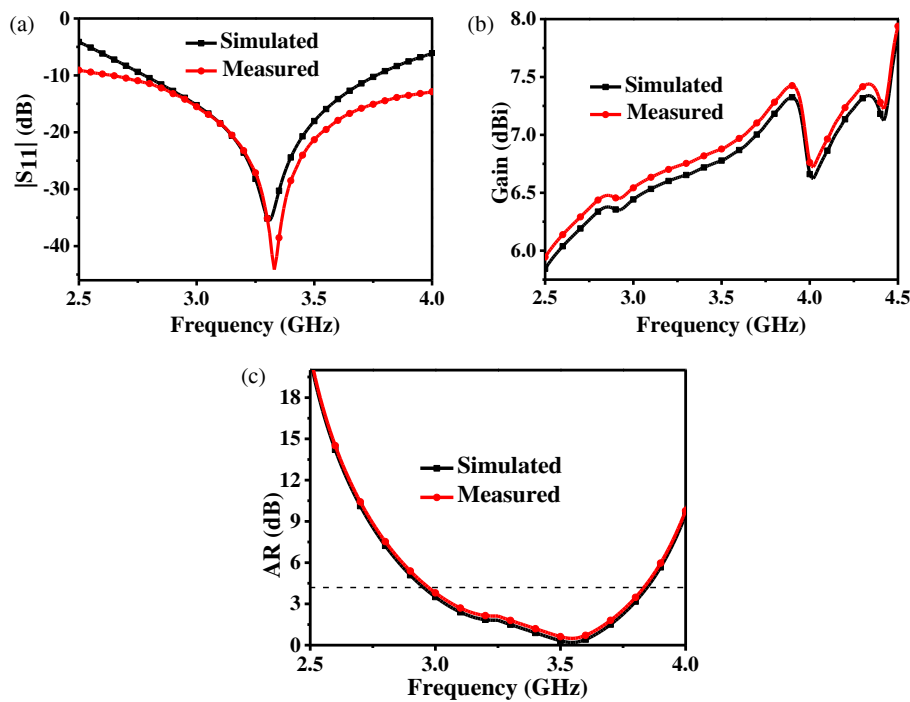 (a)
0
-10
-20
-30
-40
|S11| (dB)
Simulated
Measured
2.5
3.0
3.5
4.0
Frequency (GHz)
(b)
8.0
7.5
7.0
6.5
6.0
Gain (dBi)
Simulated
Measured
2.5
3.0
3.5
4.0
4.5
Frequency (GHz)
(c)
18
15
12
9
6
3
0
AR (dB)
Simulated
Measured
2.5
3.0
3.5
4.0
Frequency (GHz)